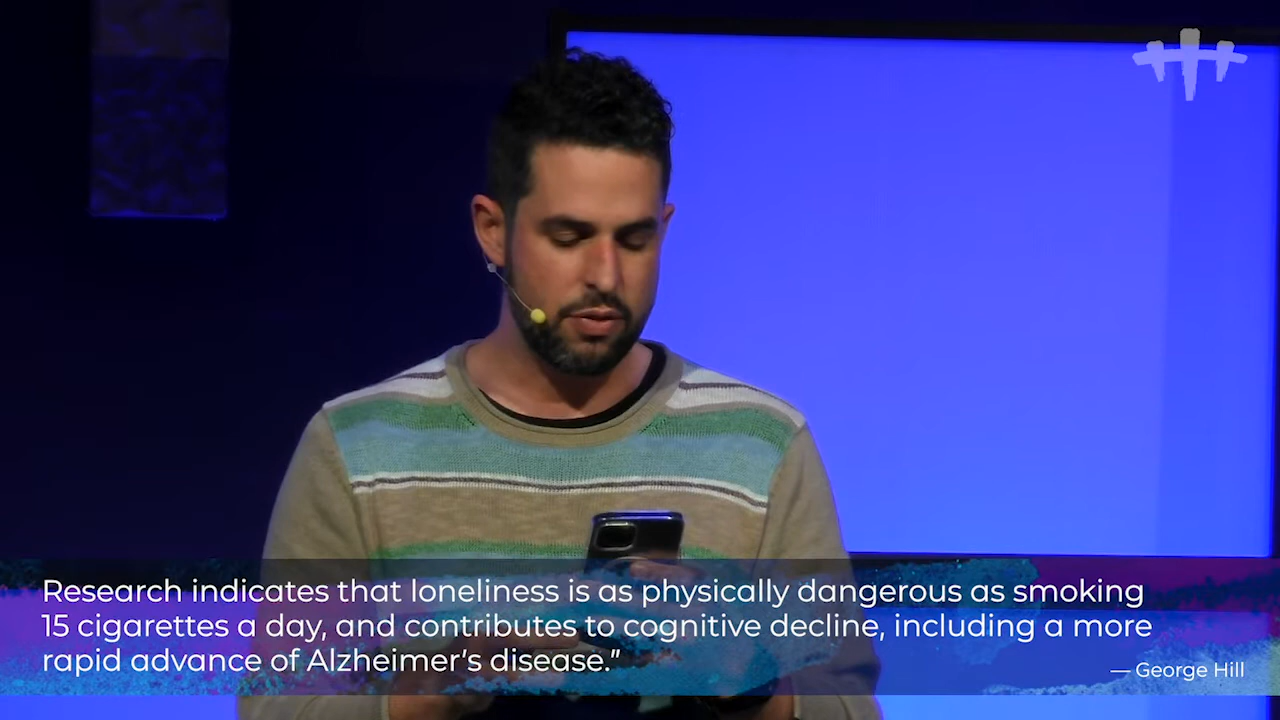 Research indicates that loneliness is as physically dangerous as smoking
15 cigarettes a day, and contributes to cognitive decline, including a more
rapid advance of Alzheimer’s disease.”
— George Hill